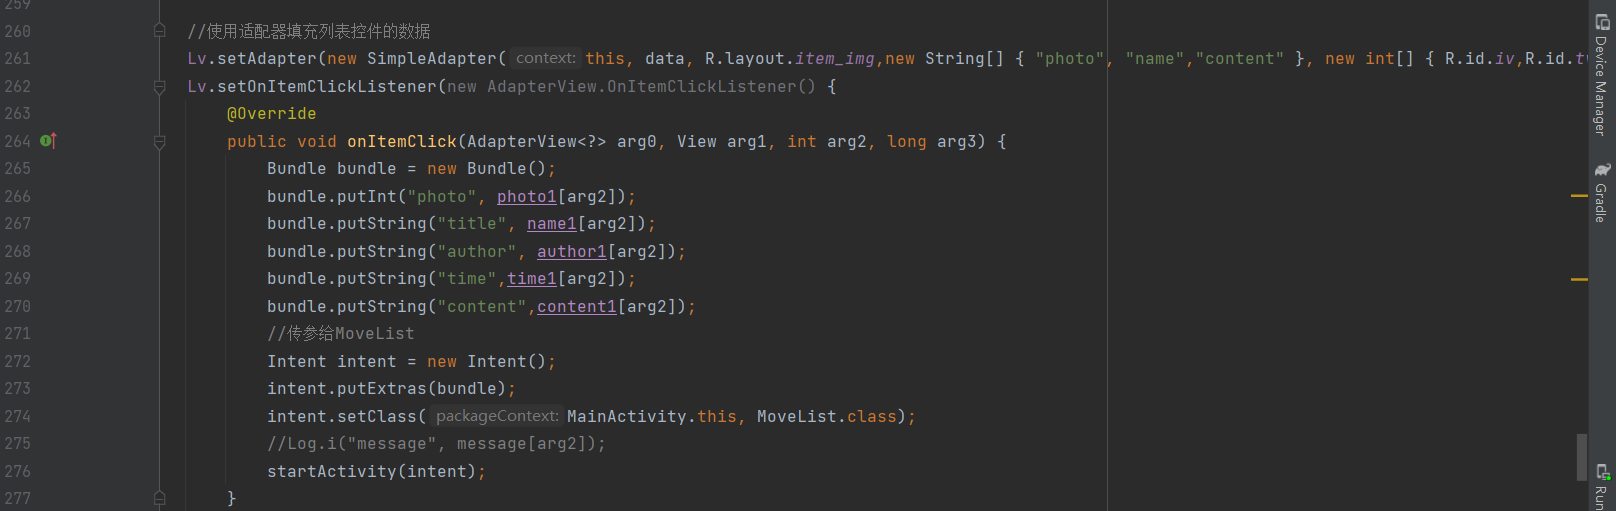 259
260 //使用适配器填充列表控件的数据
261 Lv.setAdapter(new SimpleAdapter( context: this, data, R.layout.item_img,new String[] { "photo", "name","content" }, new int[] { R.id.iv,R.id.tv
262 Lv.setOnItemClickListener(new AdapterView.OnItemClickListener() {
263 @Override
264 public void onItemClick(AdapterView<?> arg0, View arg1, int arg2, long arg3) {
265 Bundle bundle = new Bundle();
266 bundle.putInt("photo", photo1[arg2]);
267 bundle.putString("title", name1[arg2]);
268 bundle.putString("author", author1[arg2]);
269 bundle.putString("time",time1[arg2]);
270 bundle.putString("content",content1[arg2]);
271 //传参给MoveList
272 Intent intent = new Intent();
273 intent.putExtras(bundle);
274 intent.setClass( packageContext: MainActivity.this, MoveList.class);
275 //Log.i("message", message[arg2]);
276 startActivity(intent);
277 }
Device Manager
Gradle
Run